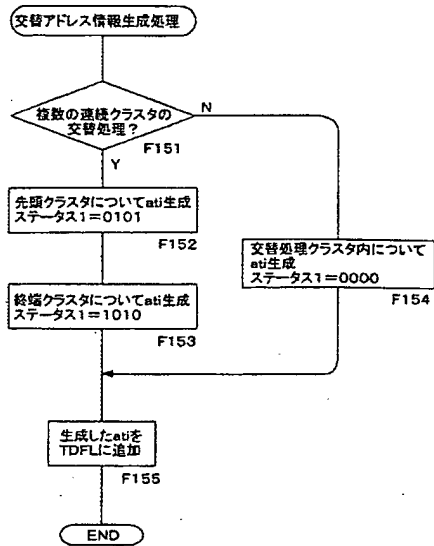 交替アドレス情報生成処理
複数の連続クラスタの
交替処理?
N
F151
Y
先頭クラスタについてati生成
ステータス1=0101
F152
交替処理クラスタ内について
ati生成
ステータス1=0000
F154
終端クラスタについてati生成
ステータス1=1010
F153
生成したatiを
TDFLに追加
F155
END